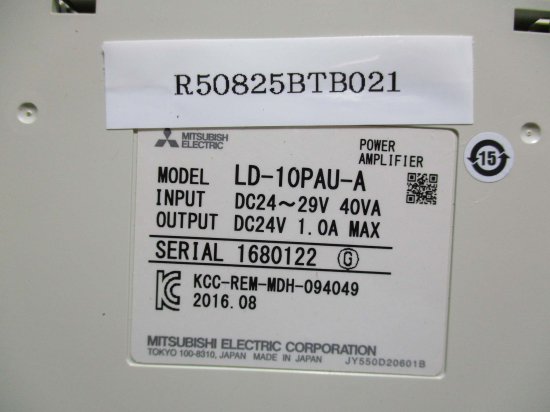 R50825BTB021
MITSUBISHI
ELECTRIC
POWER
AMPLIFIER
MODEL LD-10PAU-A
INPUT DC24～29V 40VA
OUTPUT DC24V 1.0A MAX
SERIAL 1680122 G
KCC-REM-MDH-094049
2016.08
MITSUBISHI ELECTRIC CORPORATION
TOKYO 100-8310, JAPAN MADE IN JAPAN
JY550D20601B
15